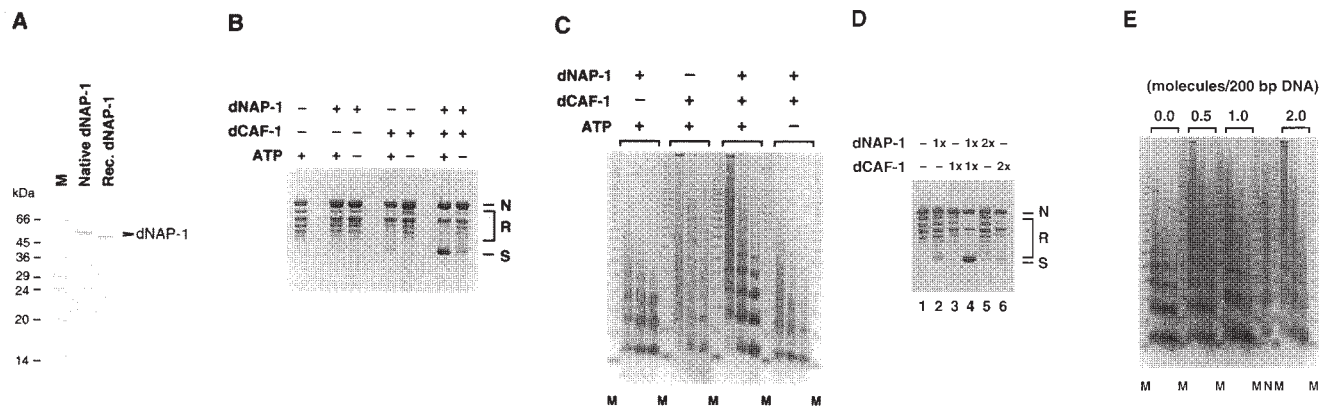 A
M
Native dNAP-1
Rec. dNAP-1
kDa
66 –
45 –
36 –
29 –
24 –
20 –
14 –
dNAP-1
B
dNAP-1 – + + – – + +
dCAF-1 – – – + + + +
ATP + + – + – + –
N
R
S
C
dNAP-1 + – + +
dCAF-1 – + + +
ATP + + + –
M M M M M
D
dNAP-1 – 1x – 1x 2x –
dCAF-1 – – 1x 1x – 2x
N
R
S
1 2 3 4 5 6
E
(molecules/200 bp DNA)
0.0 0.5 1.0 2.0
M M M M N M M